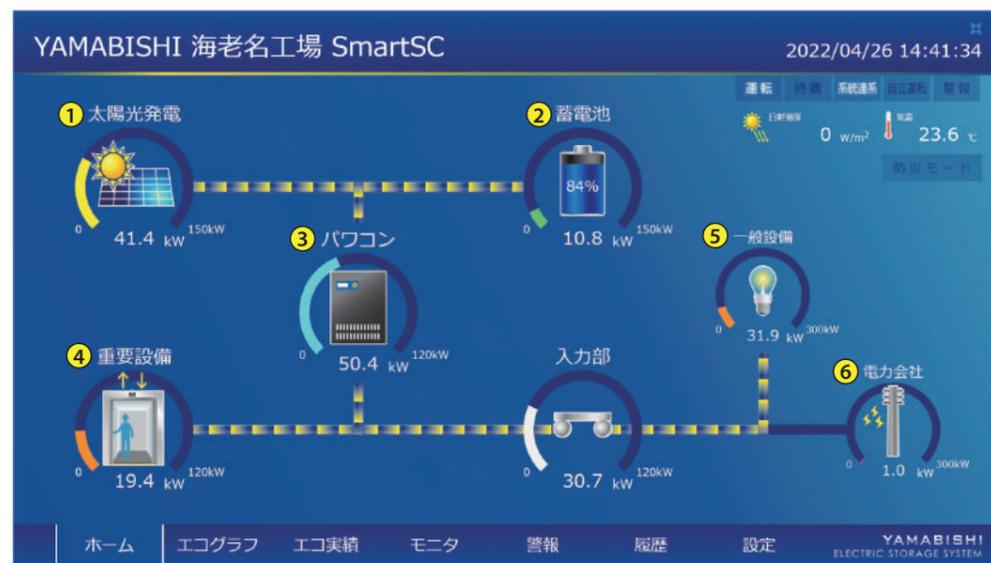 YAMABISHI 海老名工場 SmartSC
2022/04/26 14:41:34
運転 待機 系統連系 自立運転 警報
日射強度 0 W/m² 気温 23.6 ℃
防災モード
1 太陽光発電
0 41.4 kW 150kW
2 蓄電池
84%
0 10.8 kW 150kW
3 パワコン
0 50.4 kW 120kW
5 一般設備
0 31.9 kW 300kW
4 重要設備
0 19.4 kW 120kW
入力部
0 30.7 kW 120kW
6 電力会社
0 1.0 kW 300kW
ホーム エコグラフ エコ実績 モニタ 警報 履歴 設定
YAMABISHI
ELECTRIC STORAGE SYSTEM